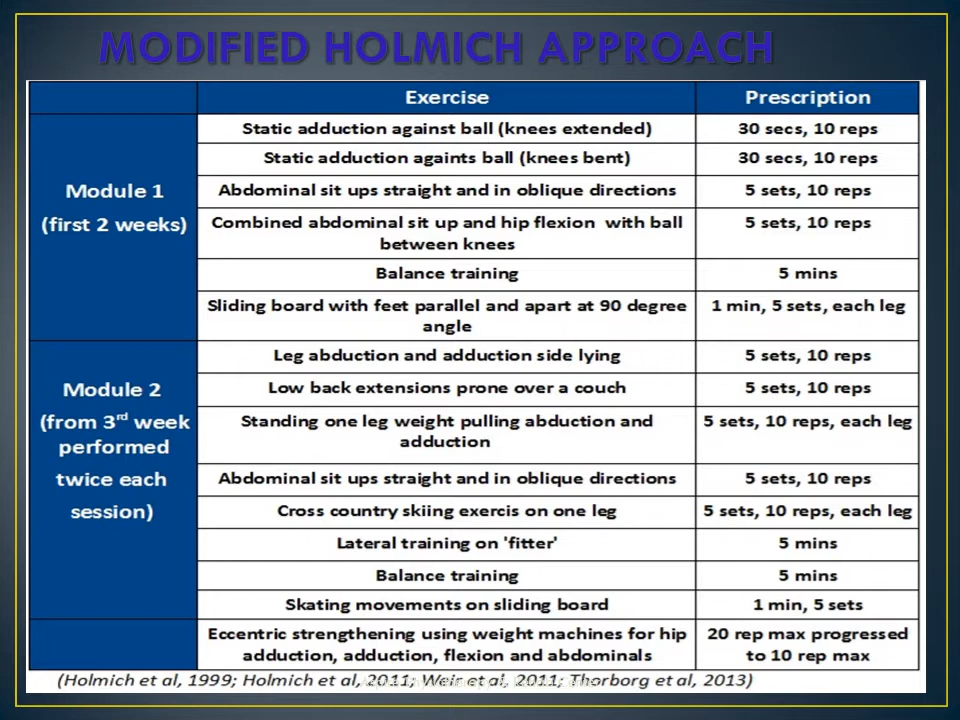 MODIFIED HOLMICH APPROACH
Exercise Prescription
Module 1
(first 2 weeks)
Static adduction against ball (knees extended) 30 secs, 10 reps
Static adduction againts ball (knees bent) 30 secs, 10 reps
Abdominal sit ups straight and in oblique directions 5 sets, 10 reps
Combined abdominal sit up and hip flexion with ball 5 sets, 10 reps
between knees
Balance training 5 mins
Sliding board with feet parallel and apart at 90 degree 1 min, 5 sets, each leg
angle
Module 2
(from 3rd week
performed
twice each
session)
Leg abduction and adduction side lying 5 sets, 10 reps
Low back extensions prone over a couch 5 sets, 10 reps
Standing one leg weight pulling abduction and 5 sets, 10 reps, each leg
adduction
Abdominal sit ups straight and in oblique directions 5 sets, 10 reps
Cross country skiing exercis on one leg 5 sets, 10 reps, each leg
Lateral training on 'fitter' 5 mins
Balance training 5 mins
Skating movements on sliding board 1 min, 5 sets
Eccentric strengthening using weight machines for hip 20 rep max progressed
adduction, adduction, flexion and abdominals to 10 rep max
(Holmich et al, 1999; Holmich et al, 2011; Weir et al, 2011; Thorborg et al, 2013)